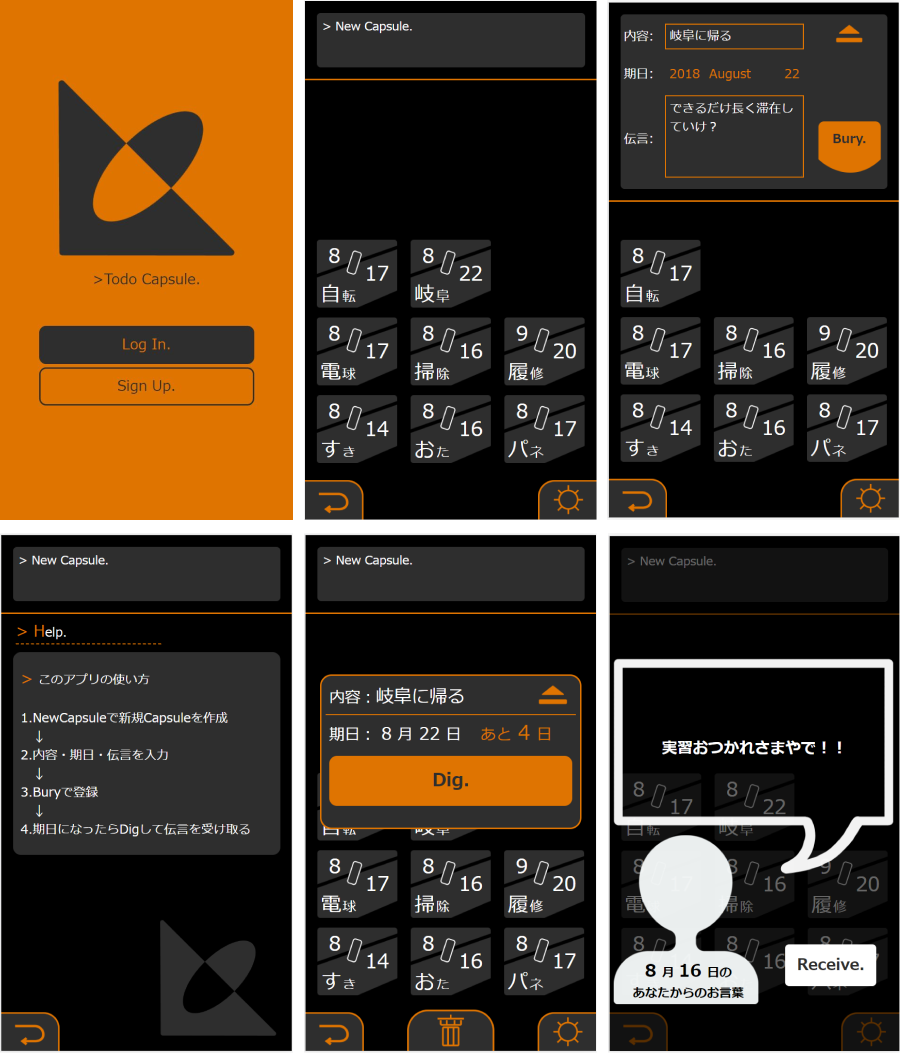 >Todo Capsule.
Log In.
Sign Up.
> New Capsule.
8 17
自転
8 22
岐阜
8 17
電球
8 16
掃除
9 20
履修
8 14
すき
8 16
おた
8 17
パネ
内容: 岐阜に帰る
期日: 2018 August 22
伝言: できるだけ長く滞在し
ていけ？
Bury.
8 17
自転
8 17
電球
8 16
掃除
9 20
履修
8 14
すき
8 16
おた
8 17
パネ
> New Capsule.
> Help.
> このアプリの使い方
1.NewCapsuleで新規Capsuleを作成
↓
2.内容・期日・伝言を入力
↓
3.Buryで登録
↓
4.期日になったらDigして伝言を受け取る
> New Capsule.
内容：岐阜に帰る
期日： 8 月 22 日 あと 4 日
Dig.
自転
岐阜
8 17
電球
8 16
掃除
9 20
履修
8 14
すき
8 16
おた
8 17
パネ
> New Capsule.
実習おつかれさまやで！！
8 17
自転
8 22
岐阜
8 17
電
8 16
掃除
9 20
履修
8
8 16
8
8 月 16 日の
あなたからのお言葉
Receive.